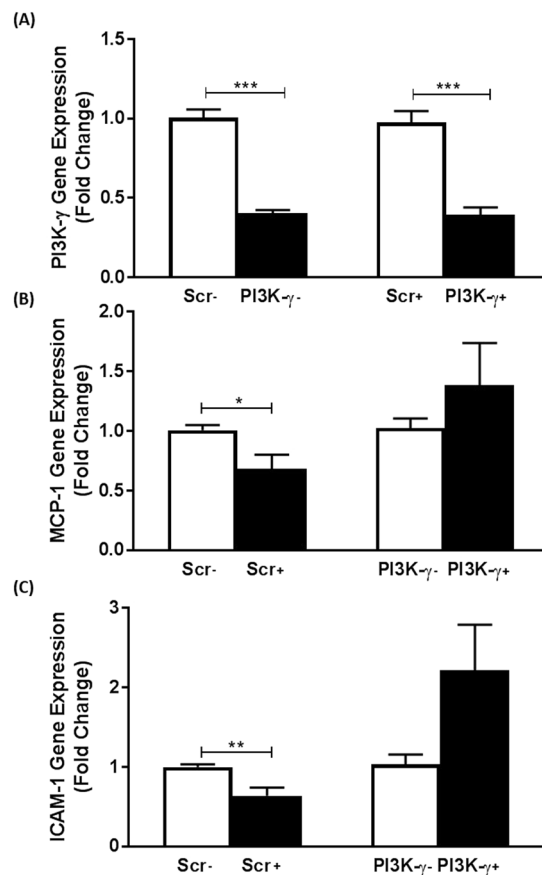 (A)
PI3K-γ Gene Expression
(Fold Change)
1.5
1.0
0.5
0.0
***
***
Scr-
PI3K-γ-
Scr+
PI3K-γ+
(B)
MCP-1 Gene Expression
(Fold Change)
2.0
1.5
1.0
0.5
0.0
*
Scr-
Scr+
PI3K-γ-
PI3K-γ+
(C)
ICAM-1 Gene Expression
(Fold Change)
3
2
1
0
**
Scr-
Scr+
PI3K-γ-
PI3K-γ+